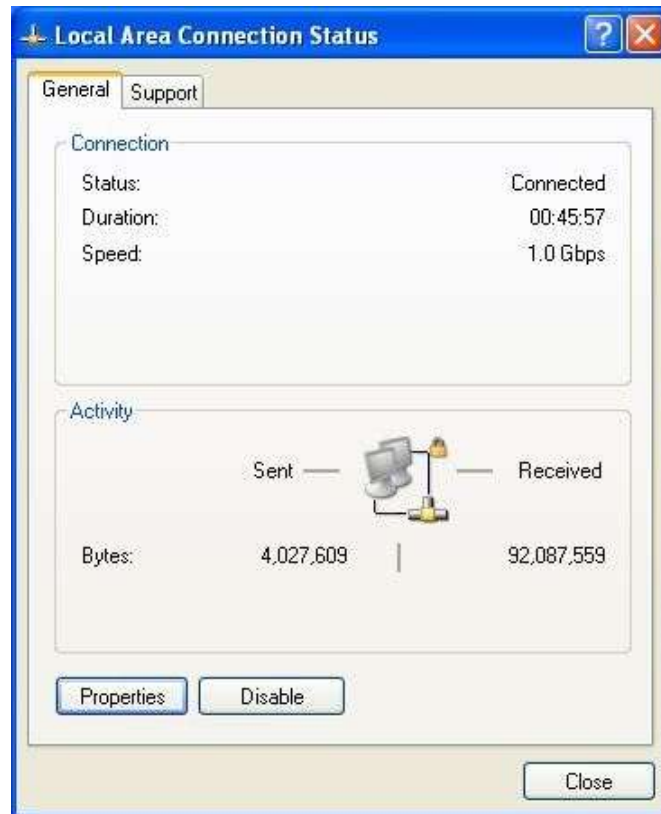 Local Area Connection Status ?
General Support
Connection
Status: Connected
Duration: 00:45:57
Speed: 1.0 Gbps
Activity
Sent Received
Bytes: 4,027,609 92,087,559
Properties Disable
Close